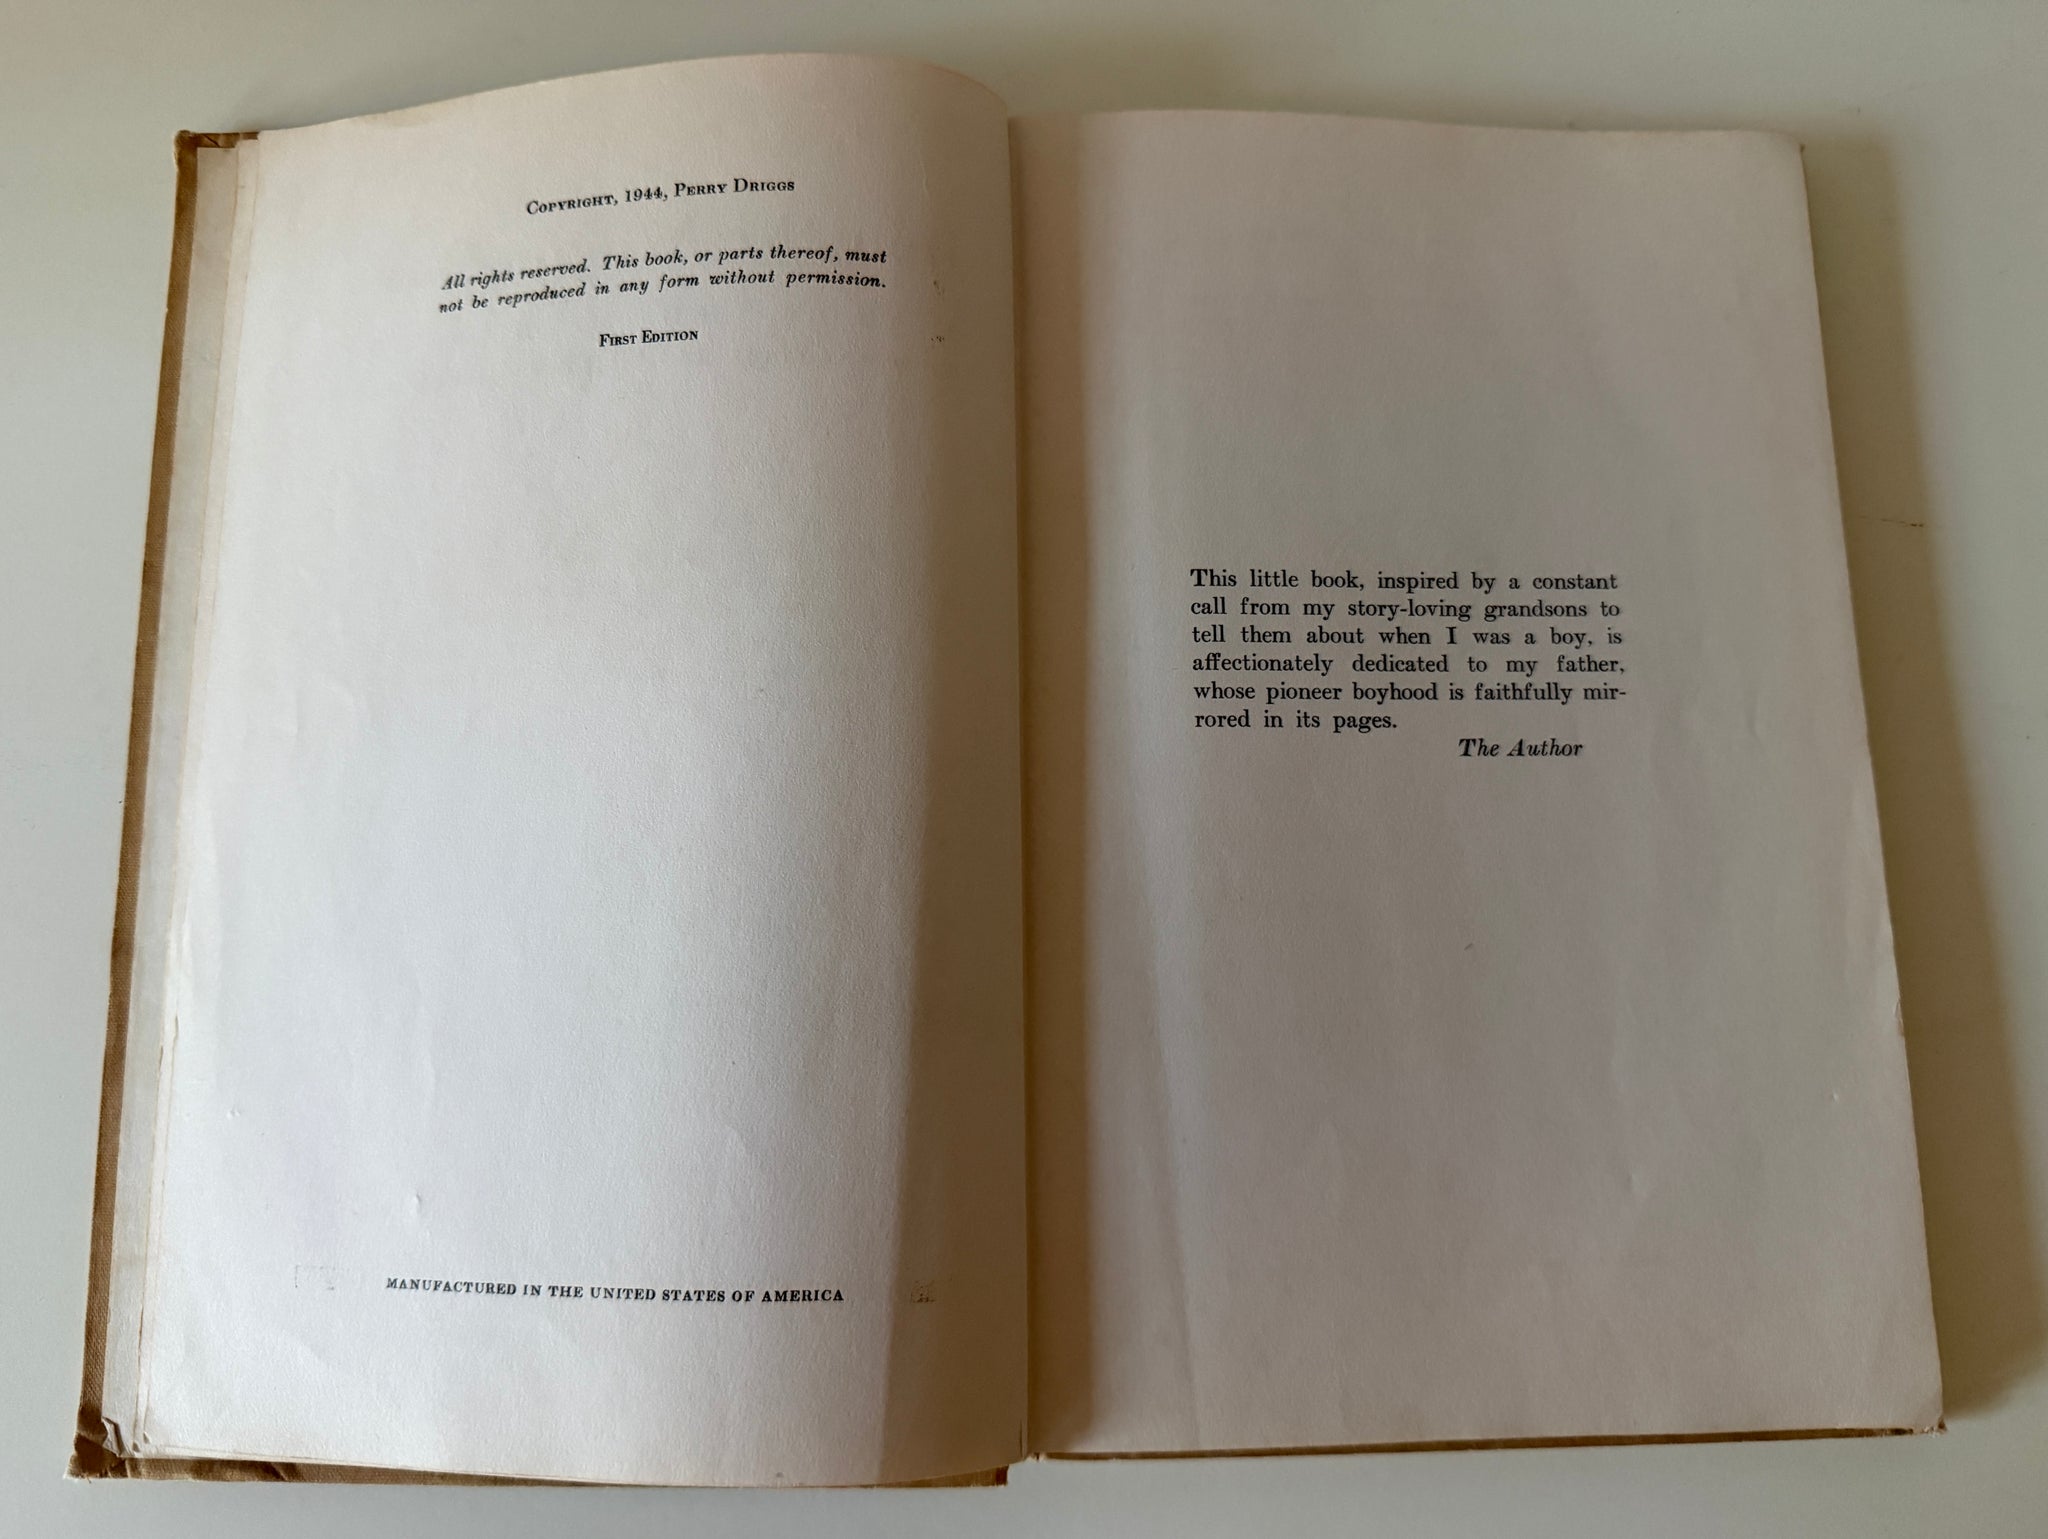 Copyright, 1944, Perry Driggs
All rights reserved. This book, or parts thereof, must
not be reproduced in any form without permission.
First Edition
MANUFACTURED IN THE UNITED STATES OF AMERICA
This little book, inspired by a constant
call from my story-loving grandsons to
tell them about when I was a boy, is
affectionately dedicated to my father,
whose pioneer boyhood is faithfully mir-
rored in its pages.
The Author